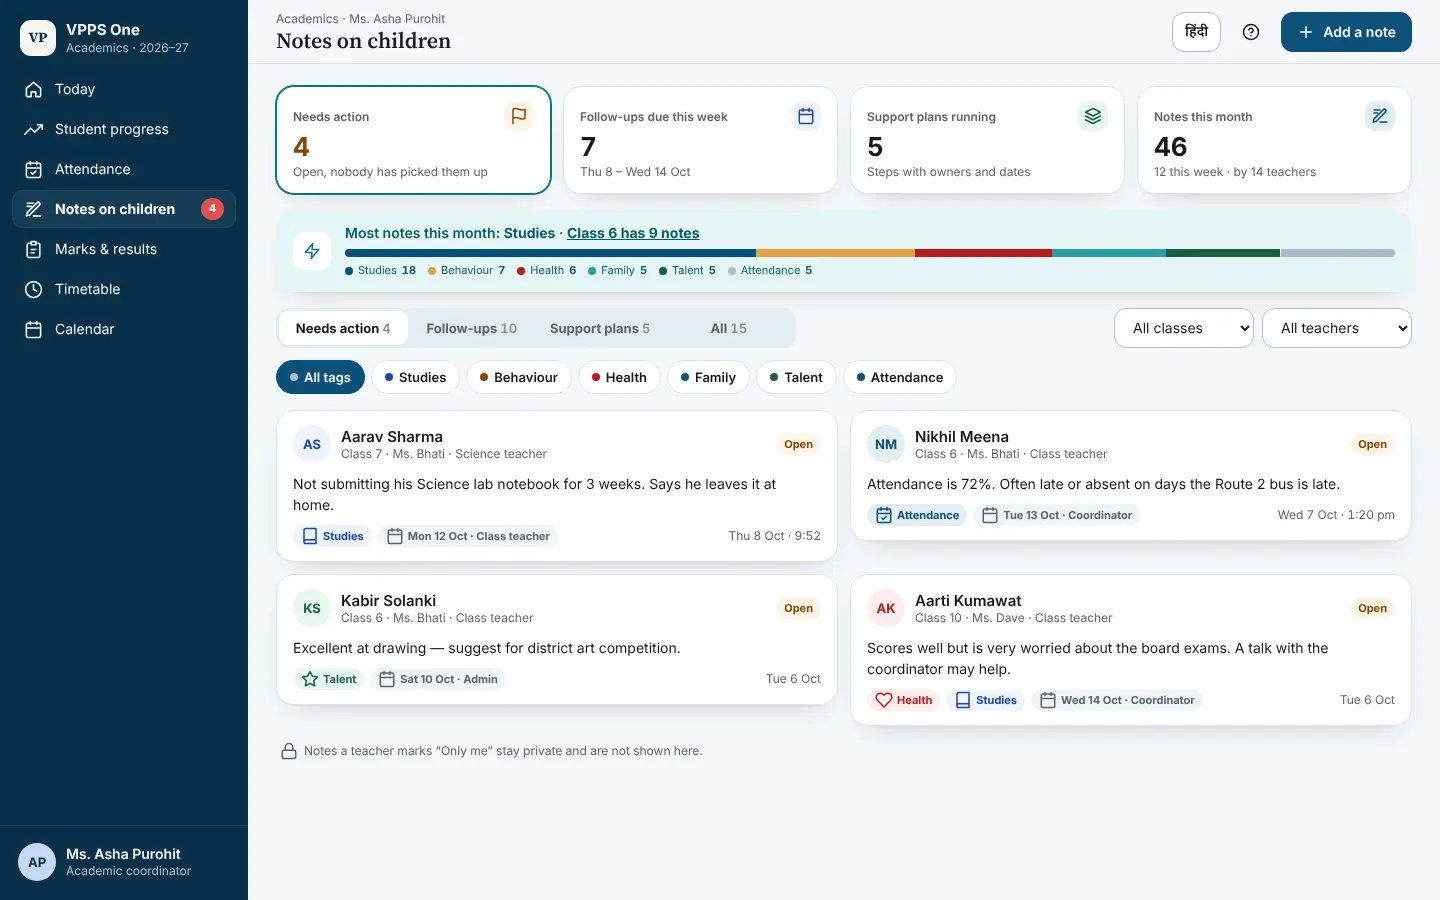 VP
VPPS One
Academics · 2026–27
Today
Student progress
Attendance
Notes on children
4
Marks & results
Timetable
Calendar
AP
Ms. Asha Purohit
Academic coordinator
Academics · Ms. Asha Purohit
Notes on children
हिंदी
Add a note
Needs action
4
Open, nobody has picked them up
Follow-ups due this week
7
Thu 8 – Wed 14 Oct
Support plans running
5
Steps with owners and dates
Notes this month
46
12 this week · by 14 teachers
Most notes this month: Studies · Class 6 has 9 notes
Studies 18 Behaviour 7 Health 6 Family 5 Talent 5 Attendance 5
Needs action 4 Follow-ups 10 Support plans 5 All 15
All classes
All teachers
All tags Studies Behaviour Health Family Talent Attendance
AS
Aarav Sharma
Class 7 · Ms. Bhati · Science teacher
Open
Not submitting his Science lab notebook for 3 weeks. Says he leaves it at
home.
Studies Mon 12 Oct · Class teacher Thu 8 Oct · 9:52
NM
Nikhil Meena
Class 6 · Ms. Bhati · Class teacher
Open
Attendance is 72%. Often late or absent on days the Route 2 bus is late.
Attendance Tue 13 Oct · Coordinator Wed 7 Oct · 1:20 pm
KS
Kabir Solanki
Class 6 · Ms. Bhati · Class teacher
Open
Excellent at drawing — suggest for district art competition.
Talent Sat 10 Oct · Admin Tue 6 Oct
AK
Aarti Kumawat
Class 10 · Ms. Dave · Class teacher
Open
Scores well but is very worried about the board exams. A talk with the
coordinator may help.
Health Studies Wed 14 Oct · Coordinator Tue 6 Oct
Notes a teacher marks “Only me” stay private and are not shown here.